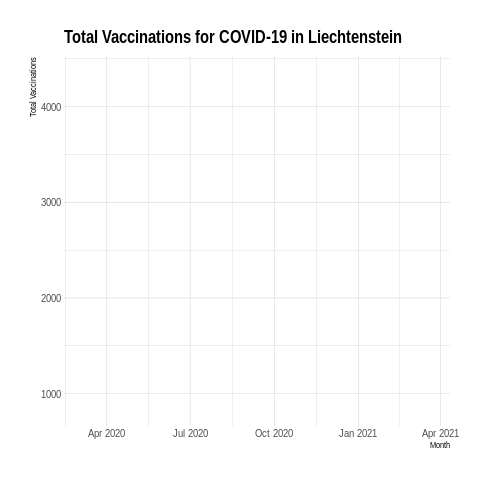 Total Vaccinations for COVID-19 in Liechtenstein
Total Vaccinations
4000
3000
2000
1000
Apr 2020 Jul 2020 Oct 2020 Jan 2021 Apr 2021
Month